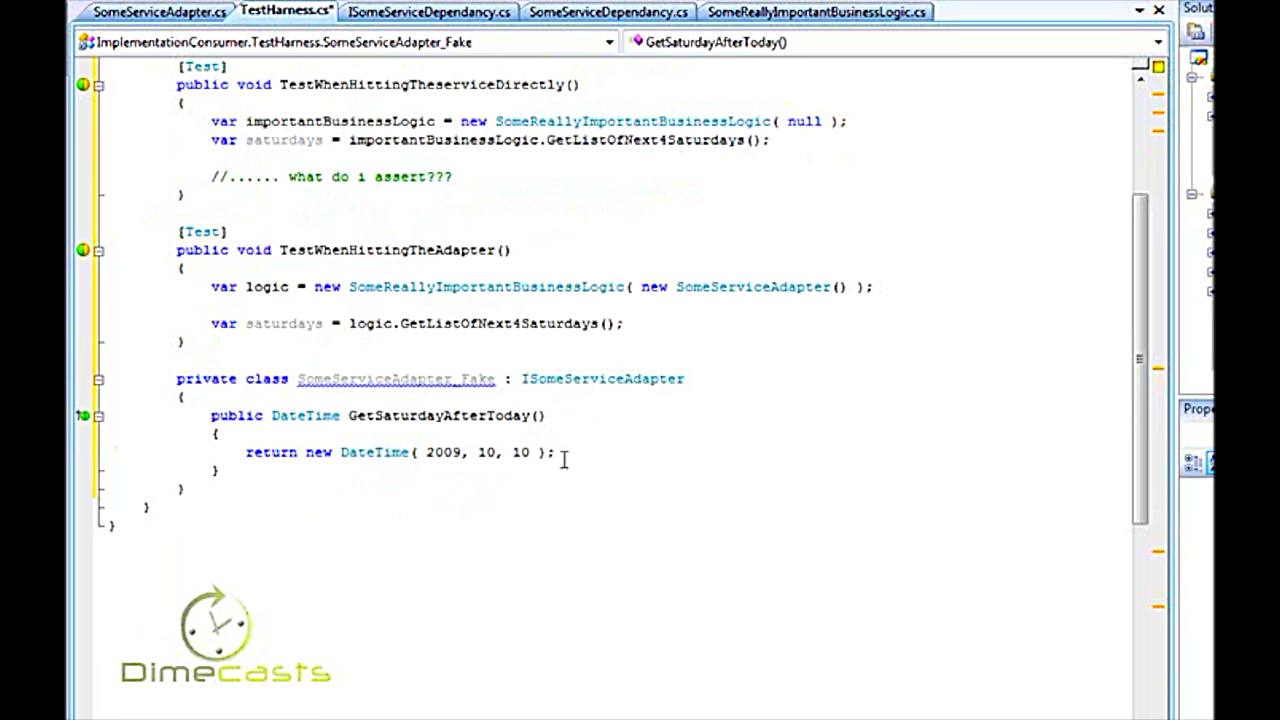 SomeServiceAdapter.cs TestHarness.cs* ISomeServiceDependancy.cs SomeServiceDependancy.cs SomeReallyImportantBusinessLogic.cs Solut
ImplementationConsumer.TestHarness.SomeServiceAdapter_Fake GetSaturdayAfterToday()
[Test]
public void TestWhenHittingTheserviceDirectly()
{
var importantBusinessLogic = new SomeReallyImportantBusinessLogic( null );
var saturdays = importantBusinessLogic.GetListOfNext4Saturdays();
//...... what do i assert???
}
[Test]
public void TestWhenHittingTheAdapter()
{
var logic = new SomeReallyImportantBusinessLogic( new SomeServiceAdapter() );
var saturdays = logic.GetListOfNext4Saturdays();
}
private class SomeServiceAdapter_Fake : ISomeServiceAdapter
{
public DateTime GetSaturdayAfterToday()
{
return new DateTime( 2009, 10, 10 );
}
}
}
}
Prope
Dimecasts